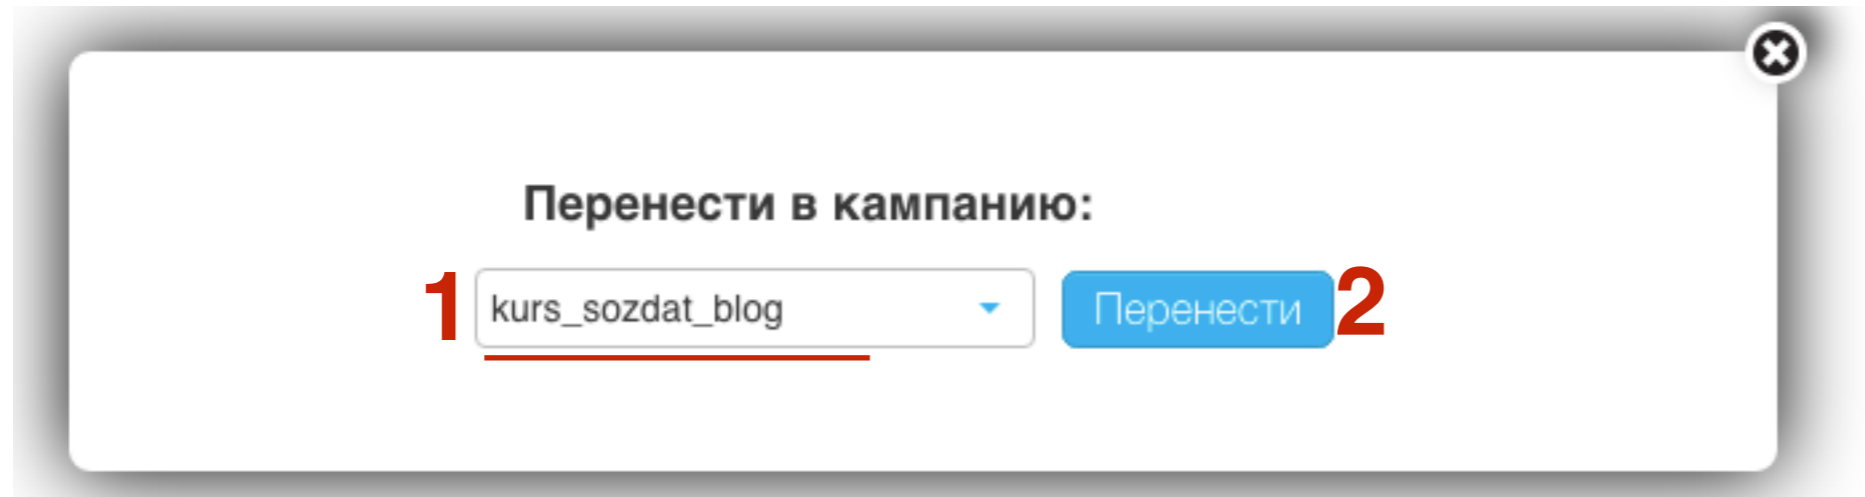 Перенести в кампанию:
1 kurs_sozdat_blog Перенести 2